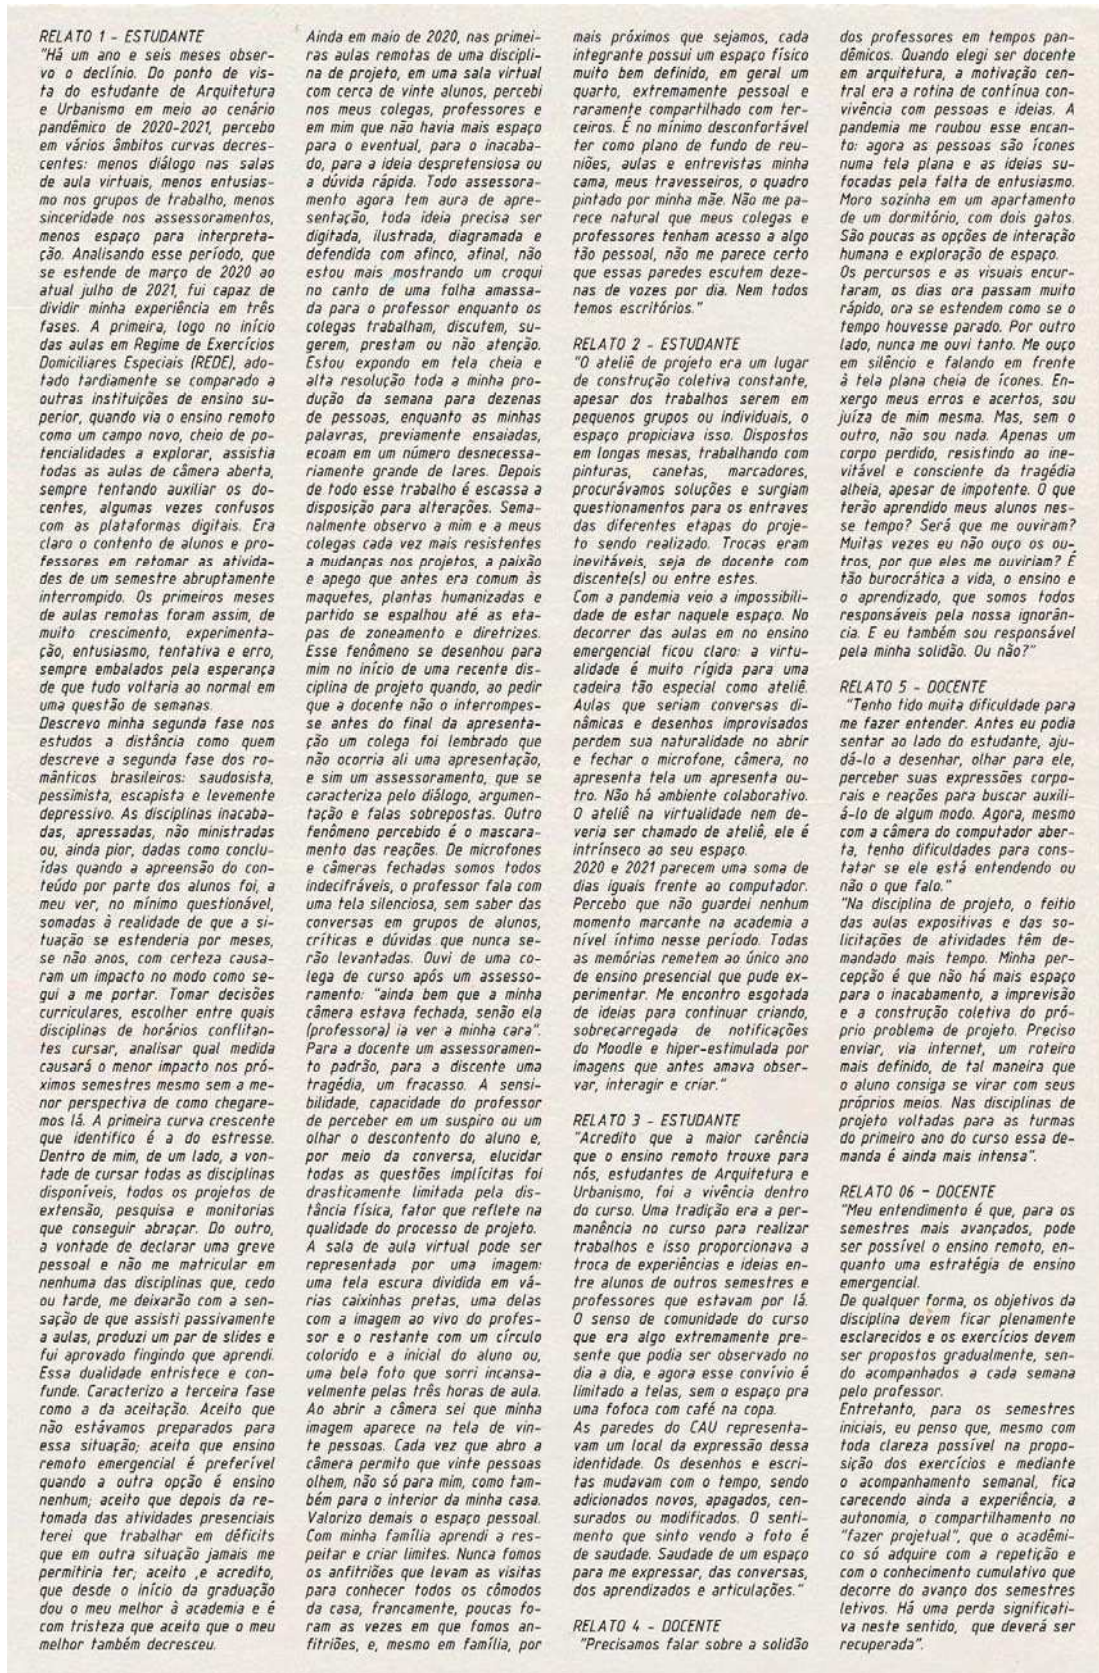 RELATO 1 - ESTUDANTE
"Há um ano e seis meses obser-
vo o declínio. Do ponto de vis-
ta do estudante de Arquitetura
e Urbanismo em meio ao cenário
pandêmico de 2020-2021, percebo
em vários âmbitos curvas decres-
centes: menos diálogo nas salas
de aula virtuais, menos entusias-
mo nos grupos de trabalho, menos
sinceridade nos assessoramentos,
menos espaço para interpreta-
ção. Analisando esse período, que
se estende de março de 2020 ao
atual julho de 2021, fui capaz de
dividir minha experiência em três
fases. A primeira, logo no início
das aulas em Regime de Exercícios
Domiciliares Especiais (REDE), ado-
tado tardiamente se comparado a
outras instituições de ensino su-
perior, quando via o ensino remoto
como um campo novo, cheio de po-
tencialidades a explorar, assistia
todas as aulas de câmera aberta,
sempre tentando auxiliar os do-
centes, algumas vezes confusos
com as plataformas digitais. Era
claro o contento de alunos e pro-
fessores em retomar as ativida-
des de um semestre abruptamente
interrompido. Os primeiros meses
de aulas remotas foram assim, de
muito crescimento, experimenta-
ção, entusiasmo, tentativa e erro,
sempre embalados pela esperança
de que tudo voltaria ao normal em
uma questão de semanas.
Descrevo minha segunda fase nos
estudos a distância como quem
descreve a segunda fase dos ro-
mânticos brasileiros: saudosista,
pessimista, escapista e levemente
depressivo. As disciplinas inacaba-
das, apressadas, não ministradas
ou, ainda pior, dadas como conclu-
ídas quando a apreensão do con-
teúdo por parte dos alunos foi, a
meu ver, no mínimo questionável,
somadas à realidade de que a si-
tuação se estenderia por meses,
se não anos, com certeza causa-
ram um impacto no modo como se-
gui a me portar. Tomar decisões
curriculares, escolher entre quais
disciplinas de horários conflitan-
tes cursar, analisar qual medida
causará o menor impacto nos pró-
ximos semestres mesmo sem a me-
nor perspectiva de como chegare-
mos lá. A primeira curva crescente
que identifico é a do estresse.
Dentro de mim, de um lado, a von-
tade de cursar todas as disciplinas
disponíveis, todos os projetos de
extensão, pesquisa e monitorias
que conseguir abraçar. Do outro,
a vontade de declarar uma greve
pessoal e não me matricular em
nenhuma das disciplinas que, cedo
ou tarde, me deixarão com a sen-
sação de que assisti passivamente
a aulas, produzi um par de slides e
fui aprovado fingindo que aprendi.
Essa dualidade entristece e con-
funde. Caracterizo a terceira fase
como a da aceitação. Aceito que
não estávamos preparados para
essa situação; aceito que ensino
remoto emergencial é preferível
quando a outra opção é ensino
nenhum; aceito que depois da re-
tomada das atividades presenciais
terei que trabalhar em déficits
que em outra situação jamais me
permitiria ter; aceito ,e acredito,
que desde o início da graduação
dou o meu melhor à academia e é
com tristeza que aceito que o meu
melhor também decresceu.
Ainda em maio de 2020, nas primei-
ras aulas remotas de uma discipli-
na de projeto, em uma sala virtual
com cerca de vinte alunos, percebi
nos meus colegas, professores e
em mim que não havia mais espaço
para o eventual, para o inacaba-
do, para a ideia despretensiosa ou
a dúvida rápida. Todo assessora-
mento agora tem aura de apre-
sentação, toda ideia precisa ser
digitada, ilustrada, diagramada e
defendida com afinco, afinal, não
estou mais mostrando um croqui
no canto de uma folha amassa-
da para o professor enquanto os
colegas trabalham, discutem, su-
gerem, prestam ou não atenção.
Estou expondo em tela cheia e
alta resolução toda a minha pro-
dução da semana para dezenas
de pessoas, enquanto as minhas
palavras, previamente ensaiadas,
ecoam em um número desnecessa-
riamente grande de lares. Depois
de todo esse trabalho é escassa a
disposição para alterações. Sema-
nalmente observo a mim e a meus
colegas cada vez mais resistentes
a mudanças nos projetos, a paixão
e apego que antes era comum às
maquetes, plantas humanizadas e
partido se espalhou até as eta-
pas de zoneamento e diretrizes.
Esse fenômeno se desenhou para
mim no início de uma recente dis-
ciplina de projeto quando, ao pedir
que a docente não o interrompes-
se antes do final da apresenta-
ção um colega foi lembrado que
não ocorria ali uma apresentação,
e sim um assessoramento, que se
caracteriza pelo diálogo, argumen-
tação e falas sobrepostas. Outro
fenômeno percebido é o mascara-
mento das reações. De microfones
e câmeras fechadas somos todos
indecifráveis, o professor fala com
uma tela silenciosa, sem saber das
conversas em grupos de alunos,
críticas e dúvidas que nunca se-
rão levantadas. Ouvi de uma co-
lega de curso após um assesso-
ramento: "ainda bem que a minha
câmera estava fechada, senão ela
(professora) ia ver a minha cara".
Para a docente um assessoramen-
to padrão, para a discente uma
tragédia, um fracasso. A sensi-
bilidade, capacidade do professor
de perceber em um suspiro ou um
olhar o descontento do aluno e,
por meio da conversa, elucidar
todas as questões implícitas foi
drasticamente limitada pela dis-
tância física, fator que reflete na
qualidade do processo de projeto.
A sala de aula virtual pode ser
representada por uma imagem:
uma tela escura dividida em vá-
rias caixinhas pretas, uma delas
com a imagem ao vivo do profes-
sor e o restante com um círculo
colorido e a inicial do aluno ou,
uma bela foto que sorri incansa-
velmente pelas três horas de aula.
Ao abrir a câmera sei que minha
imagem aparece na tela de vin-
te pessoas. Cada vez que abro a
câmera permito que vinte pessoas
olhem, não só para mim, como tam-
bém para o interior da minha casa.
Valorizo demais o espaço pessoal.
Com minha família aprendi a res-
peitar e criar limites. Nunca fomos
os anfitriões que levam as visitas
para conhecer todos os cômodos
da casa, francamente, poucas fo-
ram as vezes em que fomos an-
fitriões, e, mesmo em família, por
mais próximos que sejamos, cada
integrante possui um espaço físico
muito bem definido, em geral um
quarto, extremamente pessoal e
raramente compartilhado com ter-
ceiros. É no mínimo desconfortável
ter como plano de fundo de reu-
niões, aulas e entrevistas minha
cama, meus travesseiros, o quadro
pintado por minha mãe. Não me pa-
rece natural que meus colegas e
professores tenham acesso a algo
tão pessoal, não me parece certo
que essas paredes escutem deze-
nas de vozes por dia. Nem todos
temos escritórios."
RELATO 2 - ESTUDANTE
"O ateliê de projeto era um lugar
de construção coletiva constante,
apesar dos trabalhos serem em
pequenos grupos ou individuais, o
espaço propiciava isso. Dispostos
em longas mesas, trabalhando com
pinturas, canetas, marcadores,
procurávamos soluções e surgiam
questionamentos para os entraves
das diferentes etapas do proje-
to sendo realizado. Trocas eram
inevitáveis, seja de docente com
discente(s) ou entre estes.
Com a pandemia veio a impossibili-
dade de estar naquele espaço. No
decorrer das aulas em no ensino
emergencial ficou claro: a virtu-
alidade é muito rígida para uma
cadeira tão especial como ateliê.
Aulas que seriam conversas di-
nâmicas e desenhos improvisados
perdem sua naturalidade no abrir
e fechar o microfone, câmera, no
apresenta tela um apresenta ou-
tro. Não há ambiente colaborativo.
O ateliê na virtualidade nem de-
veria ser chamado de ateliê, ele é
intrínseco ao seu espaço.
2020 e 2021 parecem uma soma de
dias iguais frente ao computador.
Percebo que não guardei nenhum
momento marcante na academia a
nível íntimo nesse período. Todas
as memórias remetem ao único ano
de ensino presencial que pude ex-
perimentar. Me encontro esgotada
de ideias para continuar criando,
sobrecarregada de notificações
do Moodle e hiper-estimulada por
imagens que antes amava obser-
var, interagir e criar."
RELATO 3 - ESTUDANTE
"Acredito que a maior carência
que o ensino remoto trouxe para
nós, estudantes de Arquitetura e
Urbanismo, foi a vivência dentro
do curso. Uma tradição era a per-
manência no curso para realizar
trabalhos e isso proporcionava a
troca de experiências e ideias en-
tre alunos de outros semestres e
professores que estavam por lá.
O senso de comunidade do curso
que era algo extremamente pre-
sente que podia ser observado no
dia a dia, e agora esse convívio é
limitado a telas, sem o espaço pra
uma fofoca com café na copa.
As paredes do CAU representa-
vam um local da expressão dessa
identidade. Os desenhos e escri-
tas mudavam com o tempo, sendo
adicionados novos, apagados, cen-
surados ou modificados. O senti-
mento que sinto vendo a foto é
de saudade. Saudade de um espaço
para me expressar, das conversas,
dos aprendizados e articulações."
RELATO 4 - DOCENTE
"Precisamos falar sobre a solidão
dos professores em tempos pan-
dêmicos. Quando elegi ser docente
em arquitetura, a motivação cen-
tral era a rotina de contínua con-
vivência com pessoas e ideias. A
pandemia me roubou esse encan-
to: agora as pessoas são ícones
numa tela plana e as ideias su-
focadas pela falta de entusiasmo.
Moro sozinha em um apartamento
de um dormitório, com dois gatos.
São poucas as opções de interação
humana e exploração de espaço.
Os percursos e as visuais encur-
taram, os dias ora passam muito
rápido, ora se estendem como se o
tempo houvesse parado. Por outro
lado, nunca me ouvi tanto. Me ouço
em silêncio e falando em frente
à tela plana cheia de ícones. En-
xergo meus erros e acertos, sou
juíza de mim mesma. Mas, sem o
outro, não sou nada. Apenas um
corpo perdido, resistindo ao ine-
vitável e consciente da tragédia
alheia, apesar de impotente. O que
terão aprendido meus alunos nes-
se tempo? Será que me ouviram?
Muitas vezes eu não ouço os ou-
tros, por que eles me ouviriam? É
tão burocrática a vida, o ensino e
o aprendizado, que somos todos
responsáveis pela nossa ignorân-
cia. E eu também sou responsável
pela minha solidão. Ou não?"
RELATO 5 - DOCENTE
"Tenho tido muita dificuldade para
me fazer entender. Antes eu podia
sentar ao lado do estudante, aju-
dá-lo a desenhar, olhar para ele,
perceber suas expressões corpo-
rais e reações para buscar auxili-
á-lo de algum modo. Agora, mesmo
com a câmera do computador aber-
ta, tenho dificuldades para cons-
tatar se ele está entendendo ou
não o que falo."
"Na disciplina de projeto, o feitio
das aulas expositivas e das so-
licitações de atividades têm de-
mandado mais tempo. Minha per-
cepção é que não há mais espaço
para o inacabamento, a imprevisão
e a construção coletiva do pró-
prio problema de projeto. Preciso
enviar, via internet, um roteiro
mais definido, de tal maneira que
o aluno consiga se virar com seus
próprios meios. Nas disciplinas de
projeto voltadas para as turmas
do primeiro ano do curso essa de-
manda é ainda mais intensa".
RELATO 06 - DOCENTE
"Meu entendimento é que, para os
semestres mais avançados, pode
ser possível o ensino remoto, en-
quanto uma estratégia de ensino
emergencial.
De qualquer forma, os objetivos da
disciplina devem ficar plenamente
esclarecidos e os exercícios devem
ser propostos gradualmente, sen-
do acompanhados a cada semana
pelo professor.
Entretanto, para os semestres
iniciais, eu penso que, mesmo com
toda clareza possível na propo-
sição dos exercícios e mediante
o acompanhamento semanal, fica
carecendo ainda a experiência, a
autonomia, o compartilhamento no
"fazer projetual", que o acadêmi-
co só adquire com a repetição e
com o conhecimento cumulativo que
decorre do avanço dos semestres
letivos. Há uma perda significati-
va neste sentido, que deverá ser
recuperada".